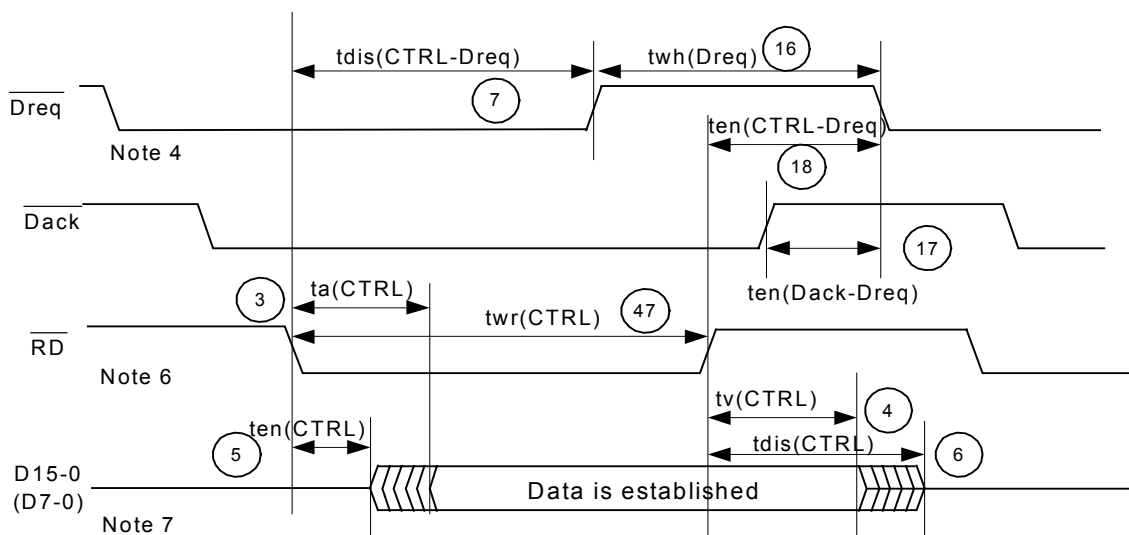 tdis(CTRL-Dreq)
twh(Dreq)
16
Dreq
7
ten(CTRL-Dreq)
Note 4
18
Dack
17
3
ta(CTRL)
ten(Dack-Dreq)
twr(CTRL)
47
RD
Note 6
tv(CTRL)
4
ten(CTRL)
5
tdis(CTRL)
6
D15-0
(D7-0)
Data is established
Note 7